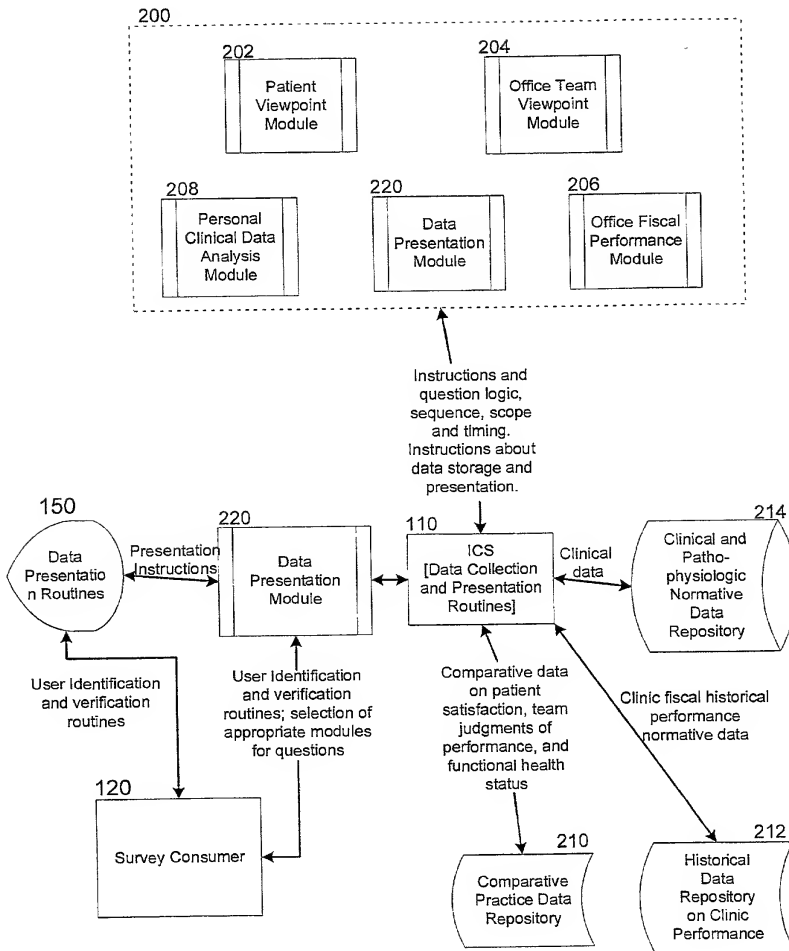 200
202
Patient
Viewpoint
Module
204
Office Team
Viewpoint
Module
208
Personal
Clinical Data
Analysis
Module
220
Data
Presentation
Module
206
Office Fiscal
Performance
Module
Instructions and
question logic,
sequence, scope
and timing.
Instructions about
data storage and
presentation.
150
Data
Presentatio
n Routines
Presentation
Instructions
220
Data
Presentation
Module
110
ICS
[Data Collection
and Presentation
Routines]
Clinical
data
214
Clinical and
Patho-
physiologic
Normative
Data
Repository
User Identification
and verification
routines
User Identification
and verification
routines; selection of
appropriate modules
for questions
Comparative data
on patient
satisfaction, team
judgments of
performance, and
functional health
status
Clinic fiscal historical
performance
normative data
120
Survey Consumer
210
Comparative
Practice Data
Repository
212
Historical
Data
Repository
on Clinic
Performance